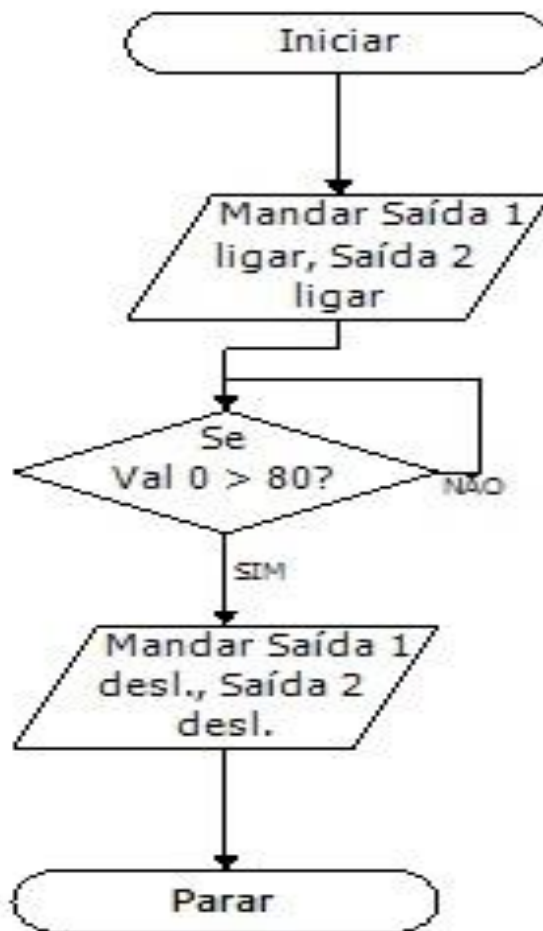 Iniciar
Mandar Saída 1
ligar, Saída 2
ligar
Se
Val 0 > 80?
NÃO
SIM
Mandar Saída 1
desl., Saída 2
desl.
Parar